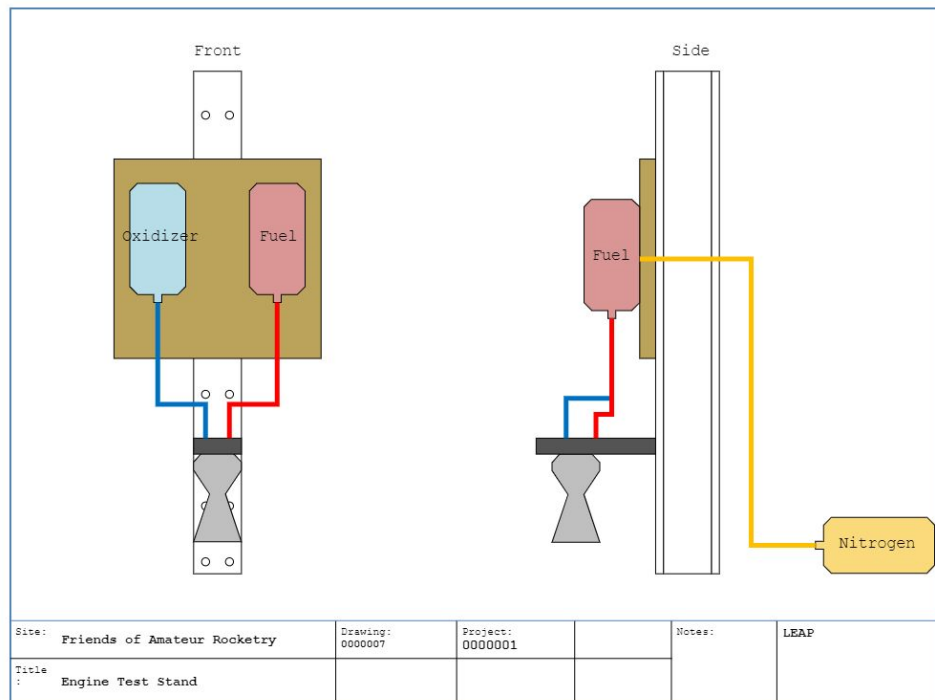 Front
Side
Oxidizer
Fuel
Fuel
Nitrogen
Site: Friends of Amateur Rocketry
Drawing: 0000007
Project: 0000001
Notes: LEAP
Title : Engine Test Stand